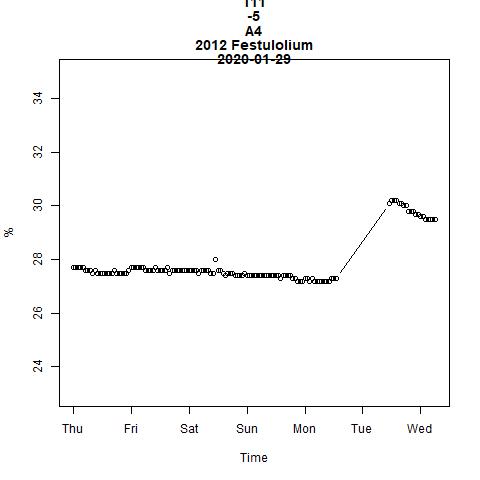 T11
-5
A4
2012 Festulolium
2020-01-29
34
32
30
28
26
24
%
Thu Fri Sat Sun Mon Tue Wed
Time